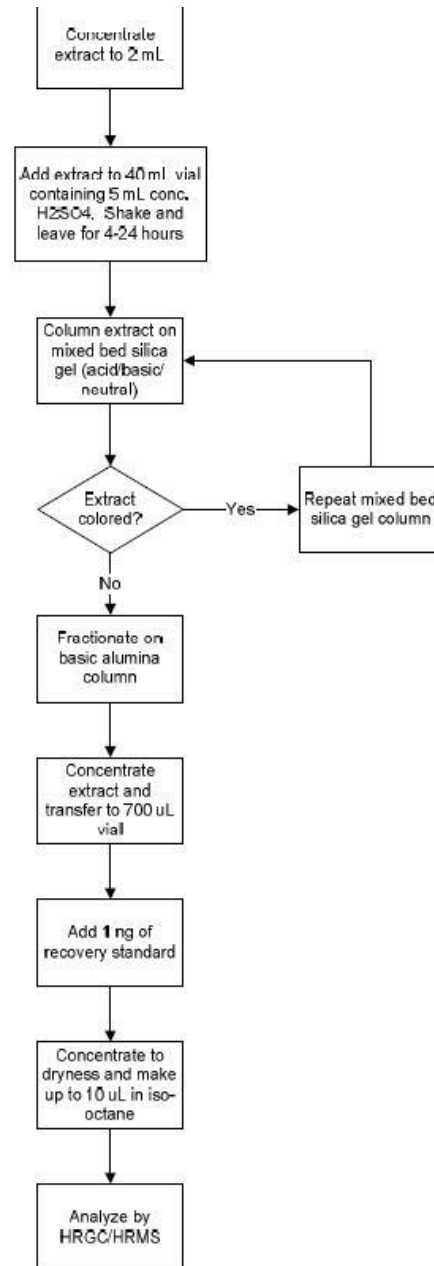 Concentrate
extract to 2 mL
Add extract to 40 mL vial
containing 5 mL conc.
H2SO4. Shake and
leave for 4-24 hours
Column extract on
mixed bed silica
gel (acid/basic/
neutral)
Extract
colored?
Yes
Repeat mixed bed
silica gel column
No
Fractionate on
basic alumina
column
Concentrate
extract and
transfer to 700 uL
viall
Add 1 ng of
recovery standard
Concentrate to
dryness and make
up to 10 uL in iso-
octane
Analyze by
HRGC/HRMS